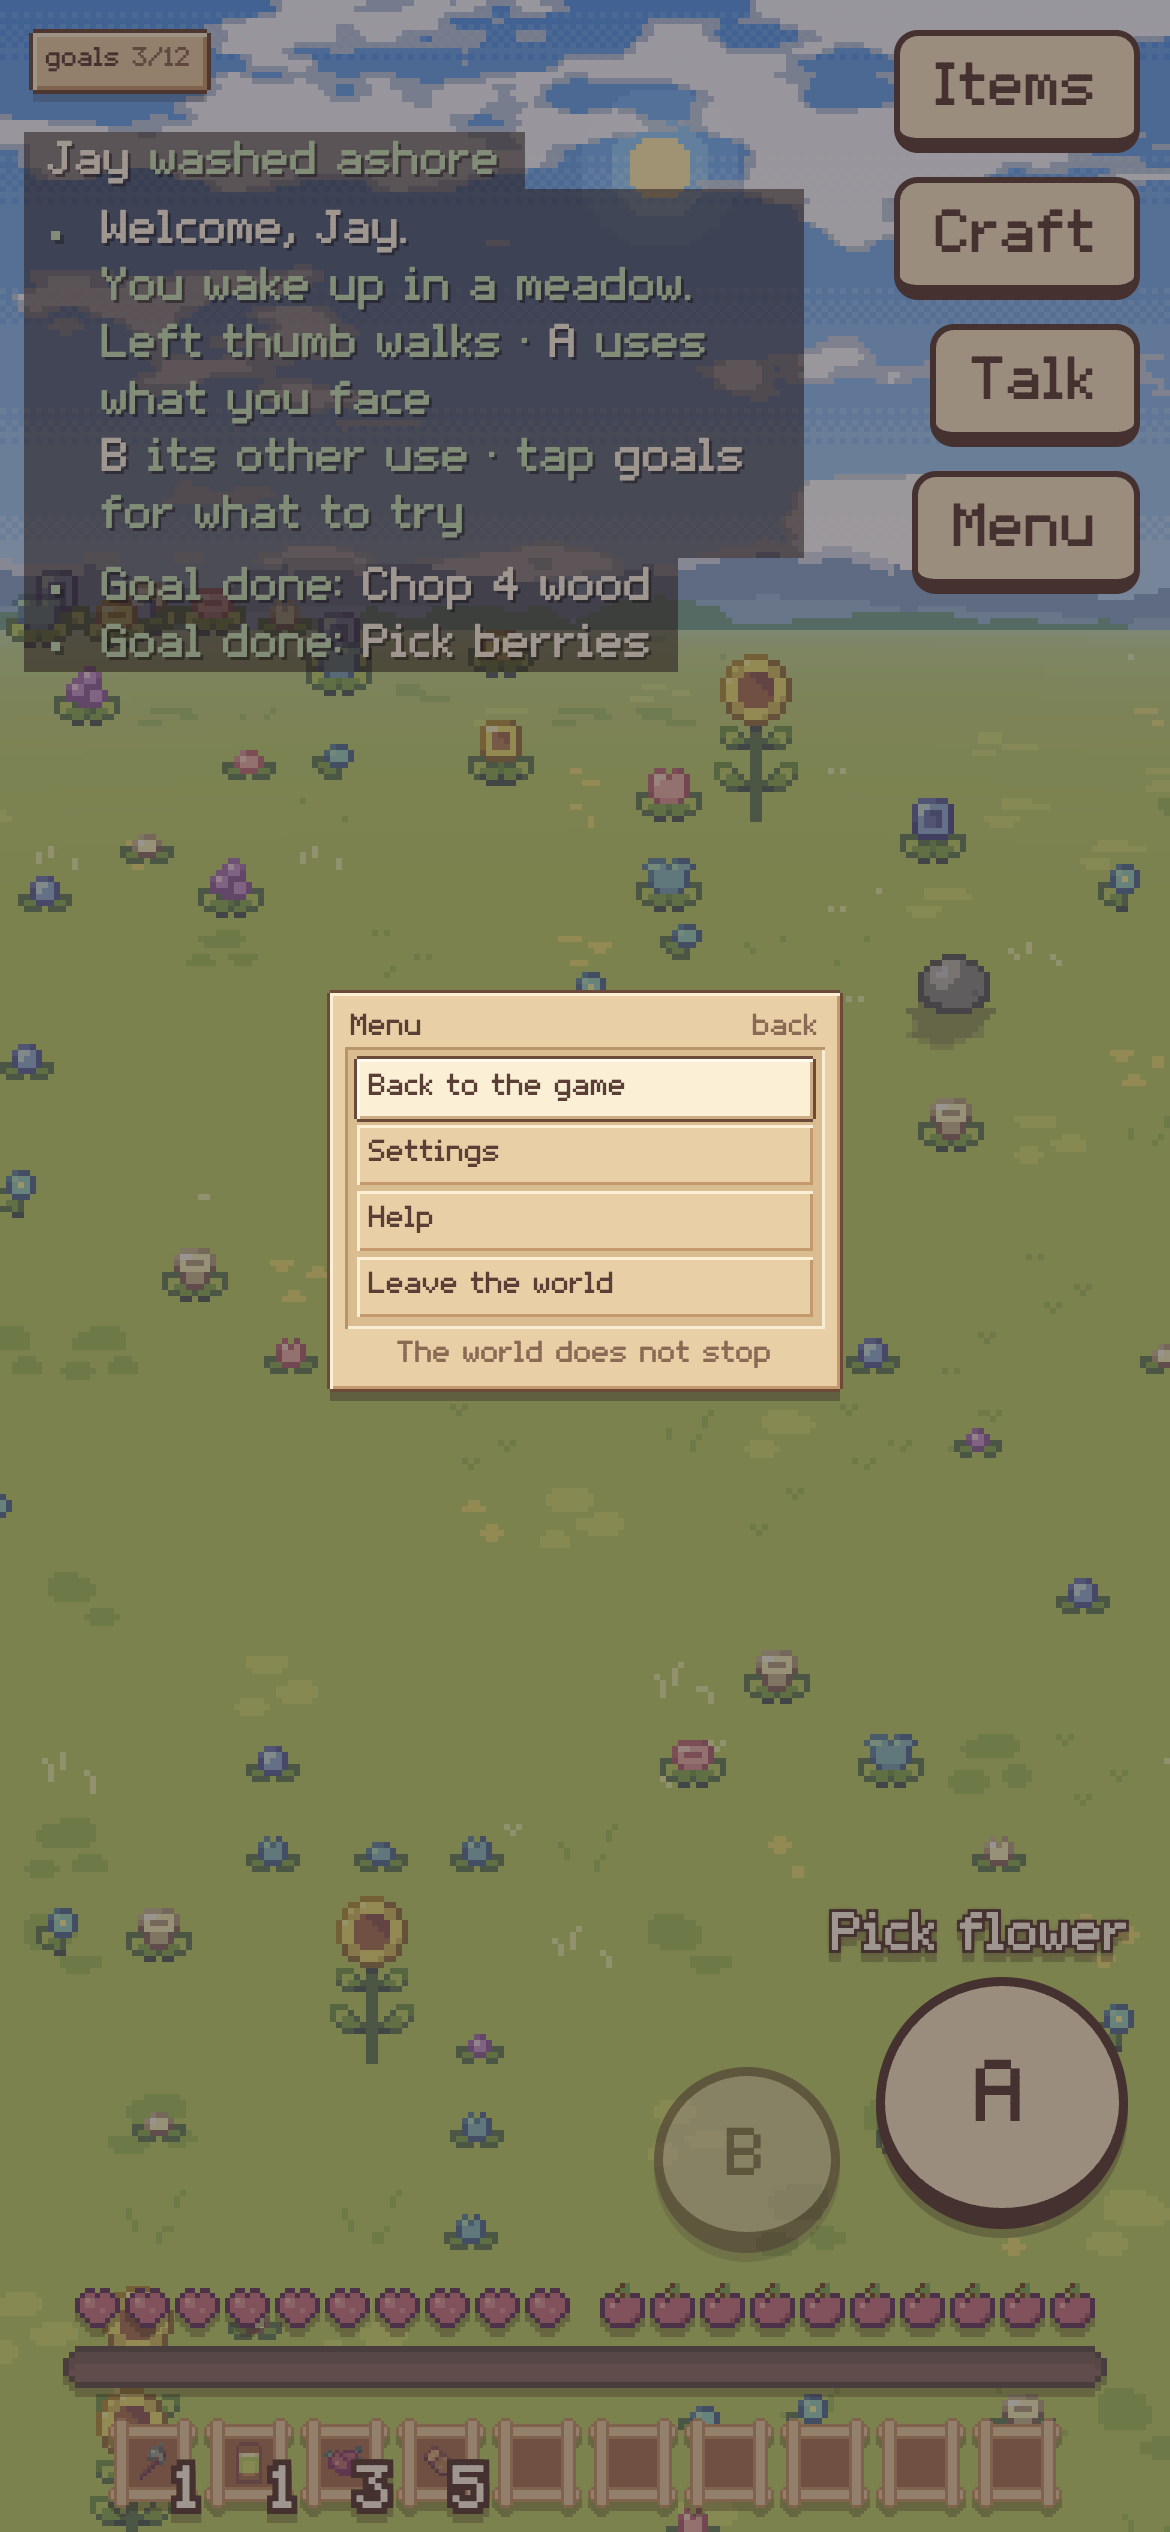 goals 3/12
Items
Jay washed ashore
Welcome, Jay.
You wake up in a meadow.
Left thumb walks · A uses
what you face
B its other use · tap goals
for what to try
Goal done: Chop 4 wood
Goal done: Pick berries
Craft
Talk
Menu
Menu back
Back to the game
Settings
Help
Leave the world
The world does not stop
Pick flower
A
B
1 1 3 5